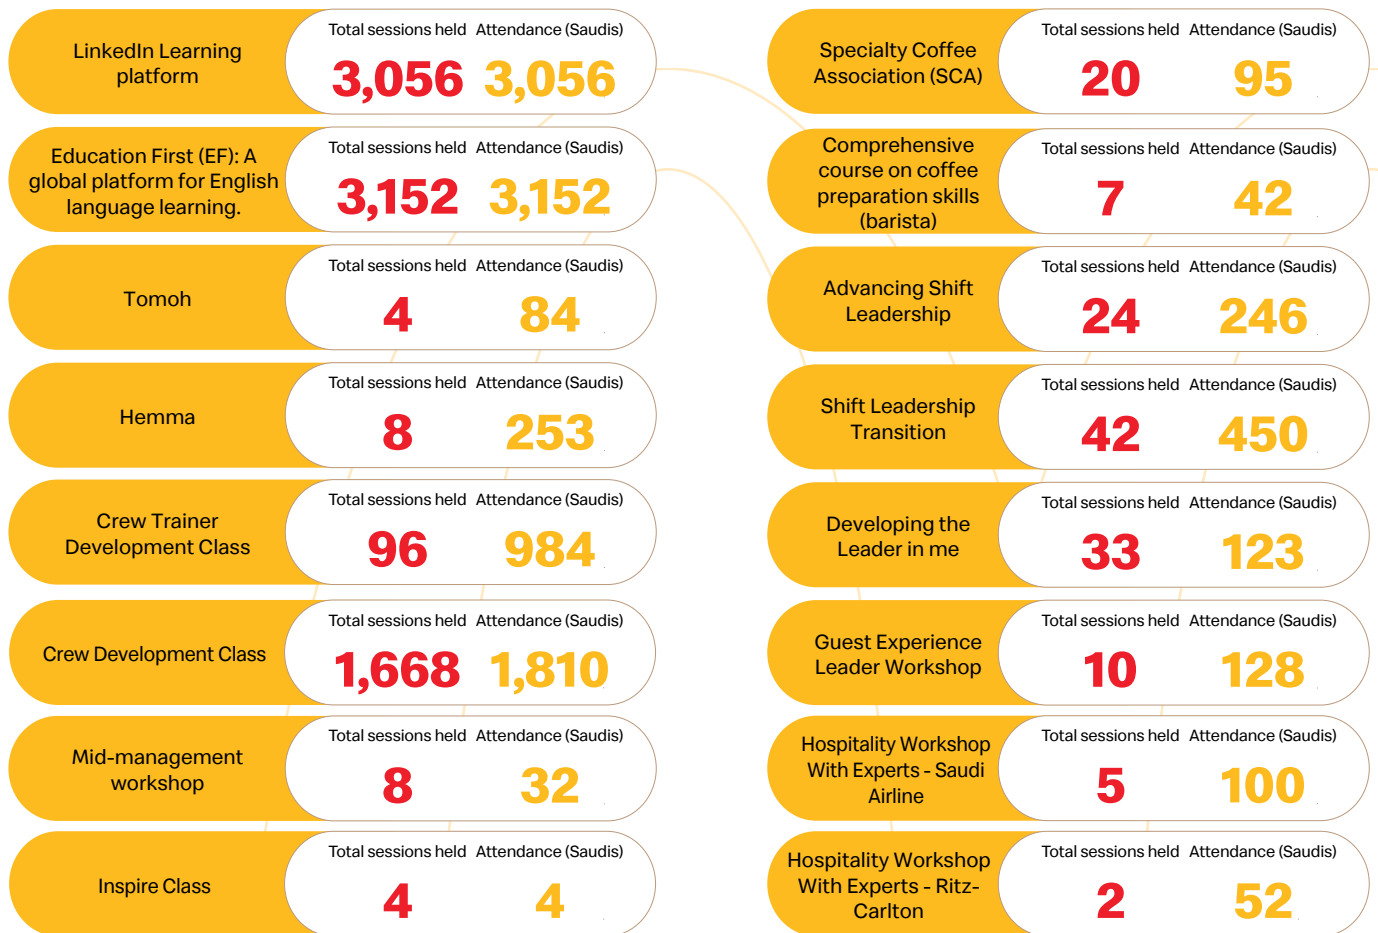 LinkedIn Learning
platform
Total sessions held Attendance (Saudis)
3,056 3,056
Education First (EF): A
global platform for English
language learning.
Total sessions held Attendance (Saudis)
3,152 3,152
Tomoh
Total sessions held Attendance (Saudis)
4 84
Hemma
Total sessions held Attendance (Saudis)
8 253
Crew Trainer
Development Class
Total sessions held Attendance (Saudis)
96 984
Crew Development Class
Total sessions held Attendance (Saudis)
1,668 1,810
Mid-management
workshop
Total sessions held Attendance (Saudis)
8 32
Inspire Class
Total sessions held Attendance (Saudis)
4 4
Specialty Coffee
Association (SCA)
Total sessions held Attendance (Saudis)
20 95
Comprehensive
course on coffee
preparation skills
(barista)
Total sessions held Attendance (Saudis)
7 42
Advancing Shift
Leadership
Total sessions held Attendance (Saudis)
24 246
Shift Leadership
Transition
Total sessions held Attendance (Saudis)
42 450
Developing the
Leader in me
Total sessions held Attendance (Saudis)
33 123
Guest Experience
Leader Workshop
Total sessions held Attendance (Saudis)
10 128
Hospitality Workshop
With Experts - Saudi
Airline
Total sessions held Attendance (Saudis)
5 100
Hospitality Workshop
With Experts - Ritz-
Carlton
Total sessions held Attendance (Saudis)
2 52